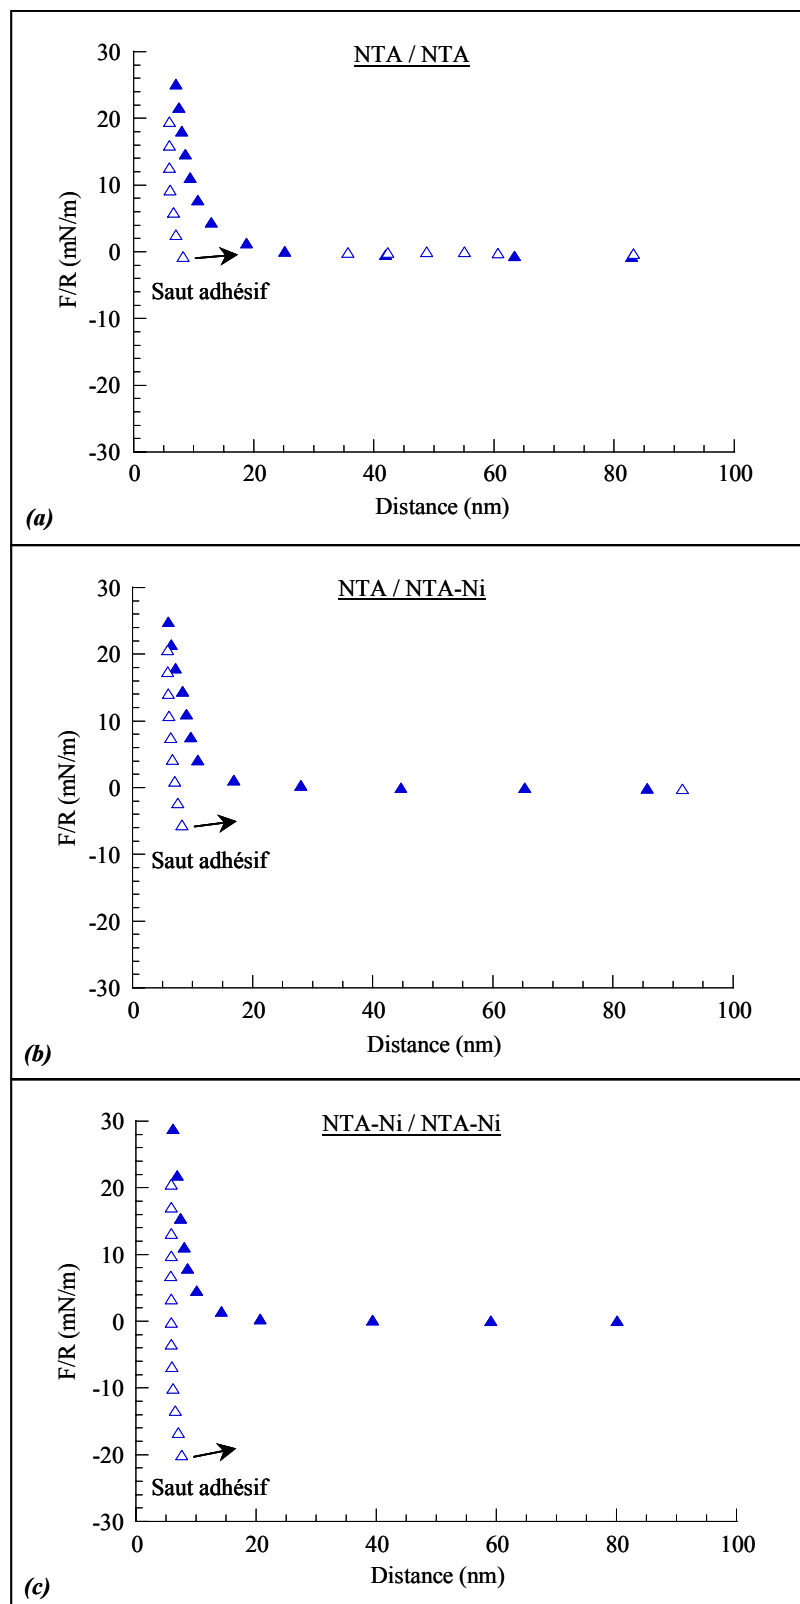 NTA / NTA
30
20
10
0
-10
-20
-30
F/R (mN/m)
Saut adhésif
0 20 40 60 80 100
Distance (nm)
(a)
NTA / NTA-Ni
30
20
10
0
-10
-20
-30
F/R (mN/m)
Saut adhésif
0 20 40 60 80 100
Distance (nm)
(b)
NTA-Ni / NTA-Ni
30
20
10
0
-10
-20
-30
F/R (mN/m)
Saut adhésif
0 20 40 60 80 100
Distance (nm)
(c)